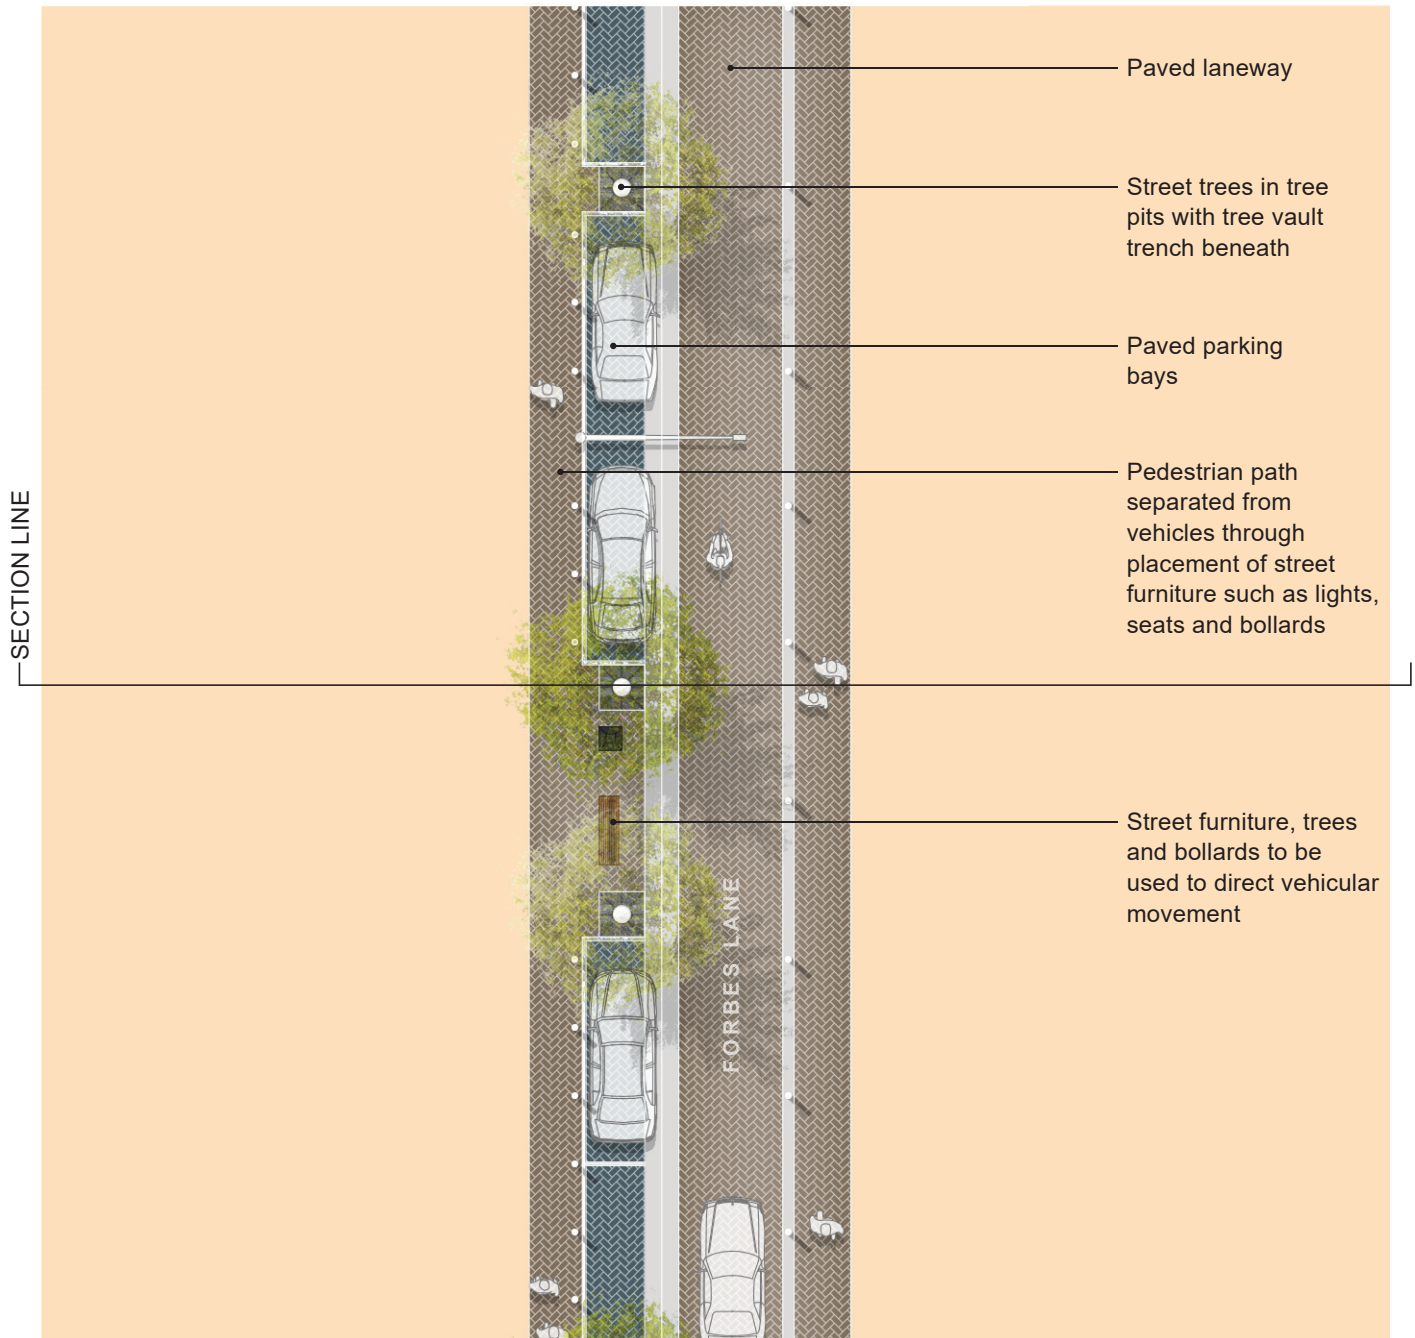 Paved laneway
Street trees in tree
pits with tree vault
trench beneath
Paved parking
bays
Pedestrian path
separated from
vehicles through
placement of street
furniture such as lights,
seats and bollards
SECTION LINE
Street furniture, trees
and bollards to be
used to direct vehicular
movement
FORBES LANE